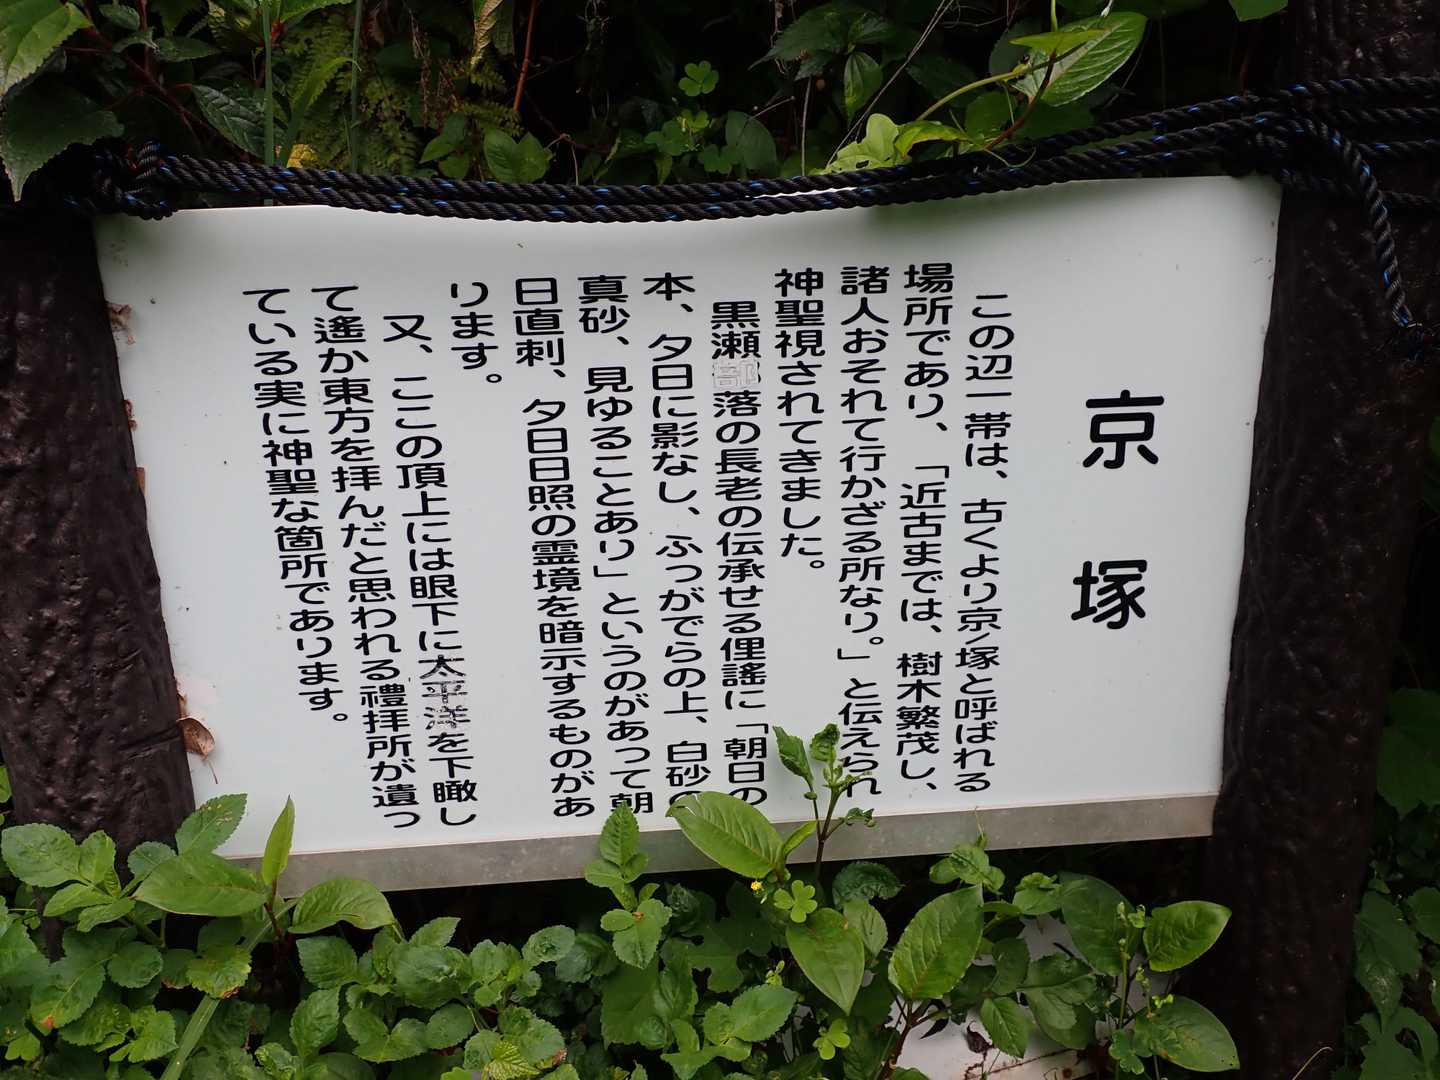 京塚
この辺一帯は、古くより京ノ塚と呼ばれる
場所であり、「近古までは、樹木繁茂し、
諸人おそれて行かざる所なり。」と伝えられ
神聖視されてきました。
黒瀬部落の長老の伝承せる俚謠に「朝日の
本、夕日に影なし、ふつがでらの上、白砂の
真砂、見ゆることあり」というのがあって朝
日直刺、夕日日照の霊境を暗示するものがあ
ります。
又、ここの頂上には眼下に太平洋を下瞰し
て遙か東方を拝んだと思われる禮拝所が遺っ
ている実に神聖な箇所であります。